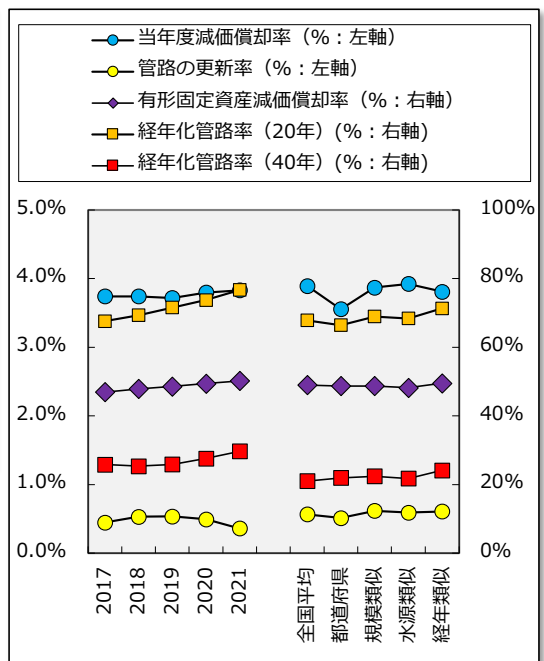 当年度減価償却率（%：左軸）
管路の更新率（%：左軸）
有形固定資産減価償却率（%：右軸）
経年化管路率（20年）(%：右軸)
経年化管路率（40年）(%：右軸)
5.0% 100%
4.0% 80%
3.0% 60%
2.0% 40%
1.0% 20%
0.0% 0%
2017
2018
2019
2020
2021
全国平均
都道府県
規模類似
水源類似
経年類似